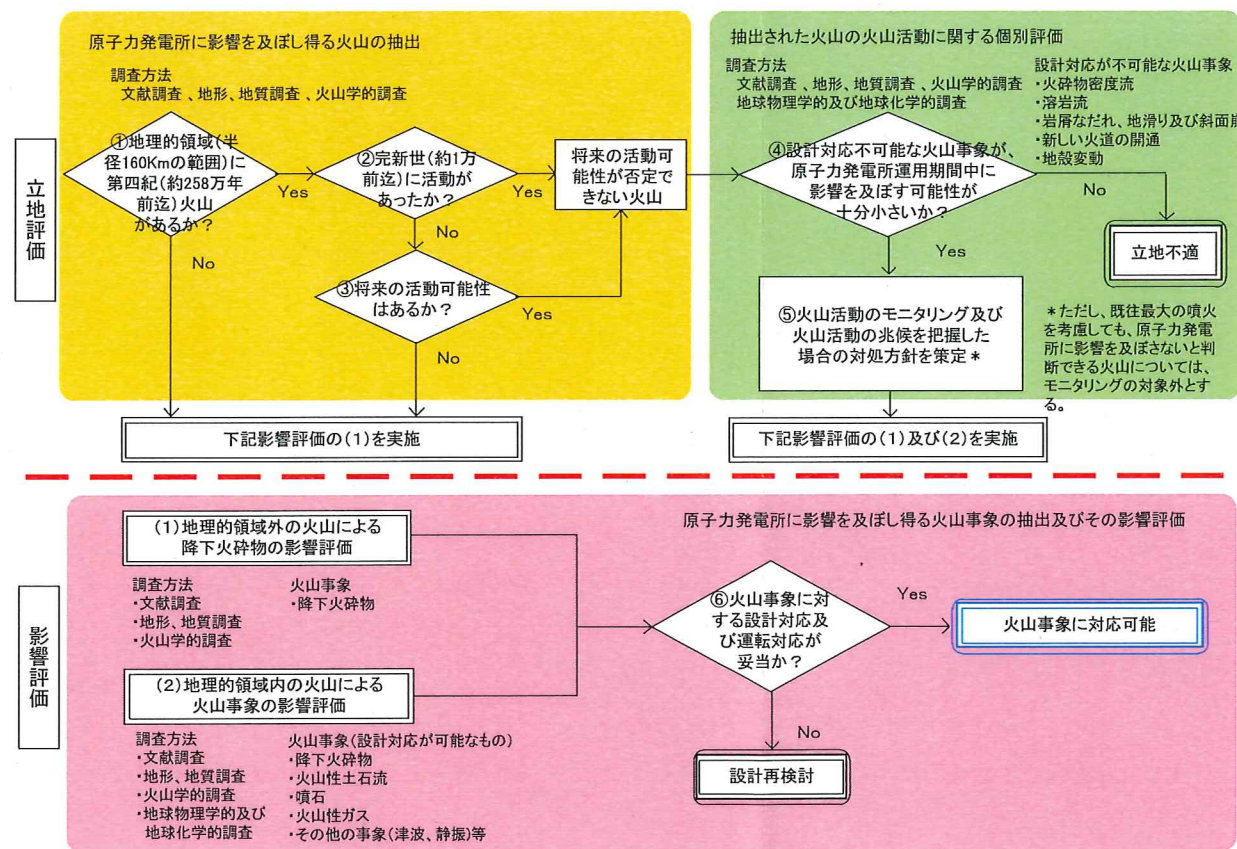 立地評価
原子力発電所に影響を及ぼし得る火山の抽出
調査方法
文献調査、地形、地質調査、火山学的調査
①地理的領域(半
径160Kmの範囲)に
第四紀(約258万年
前迄)火山
があるか?
Yes
No
②完新世(約1万
前迄)に活動が
あったか?
Yes
No
③将来の活動可能性
はあるか?
Yes
No
将来の活動可
能性が否定で
きない火山
下記影響評価の(1)を実施
抽出された火山の火山活動に関する個別評価
調査方法
文献調査、地形、地質調査、火山学的調査
地球物理学的及び地球化学的調査
設計対応が不可能な火山事象
・火砕物密度流
・溶岩流
・岩屑なだれ、地滑り及び斜面崩
・新しい火道の開通
・地殻変動
④設計対応不可能な火山事象が、
原子力発電所運用期間中に
影響を及ぼす可能性が
十分小さいか?
No
Yes
立地不適
⑤火山活動のモニタリング及び
火山活動の兆候を把握した
場合の対処方針を策定*
*ただし、既往最大の噴火
を考慮しても、原子力発電
所に影響を及ぼさないと判
断できる火山については、
モニタリングの対象外とす
る。
下記影響評価の(1)及び(2)を実施
影響評価
(1)地理的領域外の火山による
降下火砕物の影響評価
調査方法
・文献調査
・地形、地質調査
・火山学的調査
火山事象
・降下火砕物
(2)地理的領域内の火山による
火山事象の影響評価
調査方法
・文献調査
・地形、地質調査
・火山学的調査
・地球物理学的及び
地球化学的調査
火山事象(設計対応が可能なもの)
・降下火砕物
・火山性土石流
・噴石
・火山性ガス
・その他の事象(津波、静振)等
原子力発電所に影響を及ぼし得る火山事象の抽出及びその影響評価
⑥火山事象に対
する設計対応及
び運転対応が
妥当か?
Yes
No
火山事象に対応可能
設計再検討